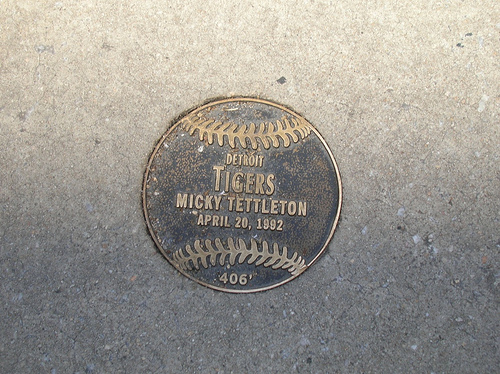 DETROIT
TIGERS
MICKY TETTLETON
APRIL 20, 1992
406'